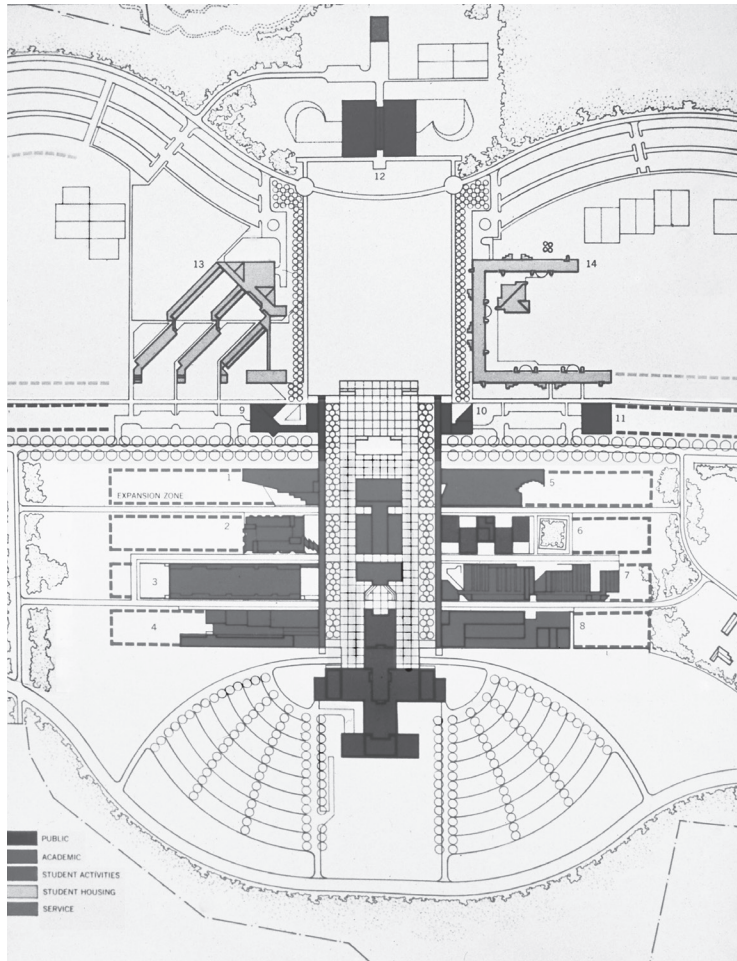 12
13
14
9
10
11
1
5
EXPANSION ZONE
2
6
3
7
4
8
PUBLIC
ACADEMIC
STUDENT ACTIVITIES
STUDENT HOUSING
SERVICE